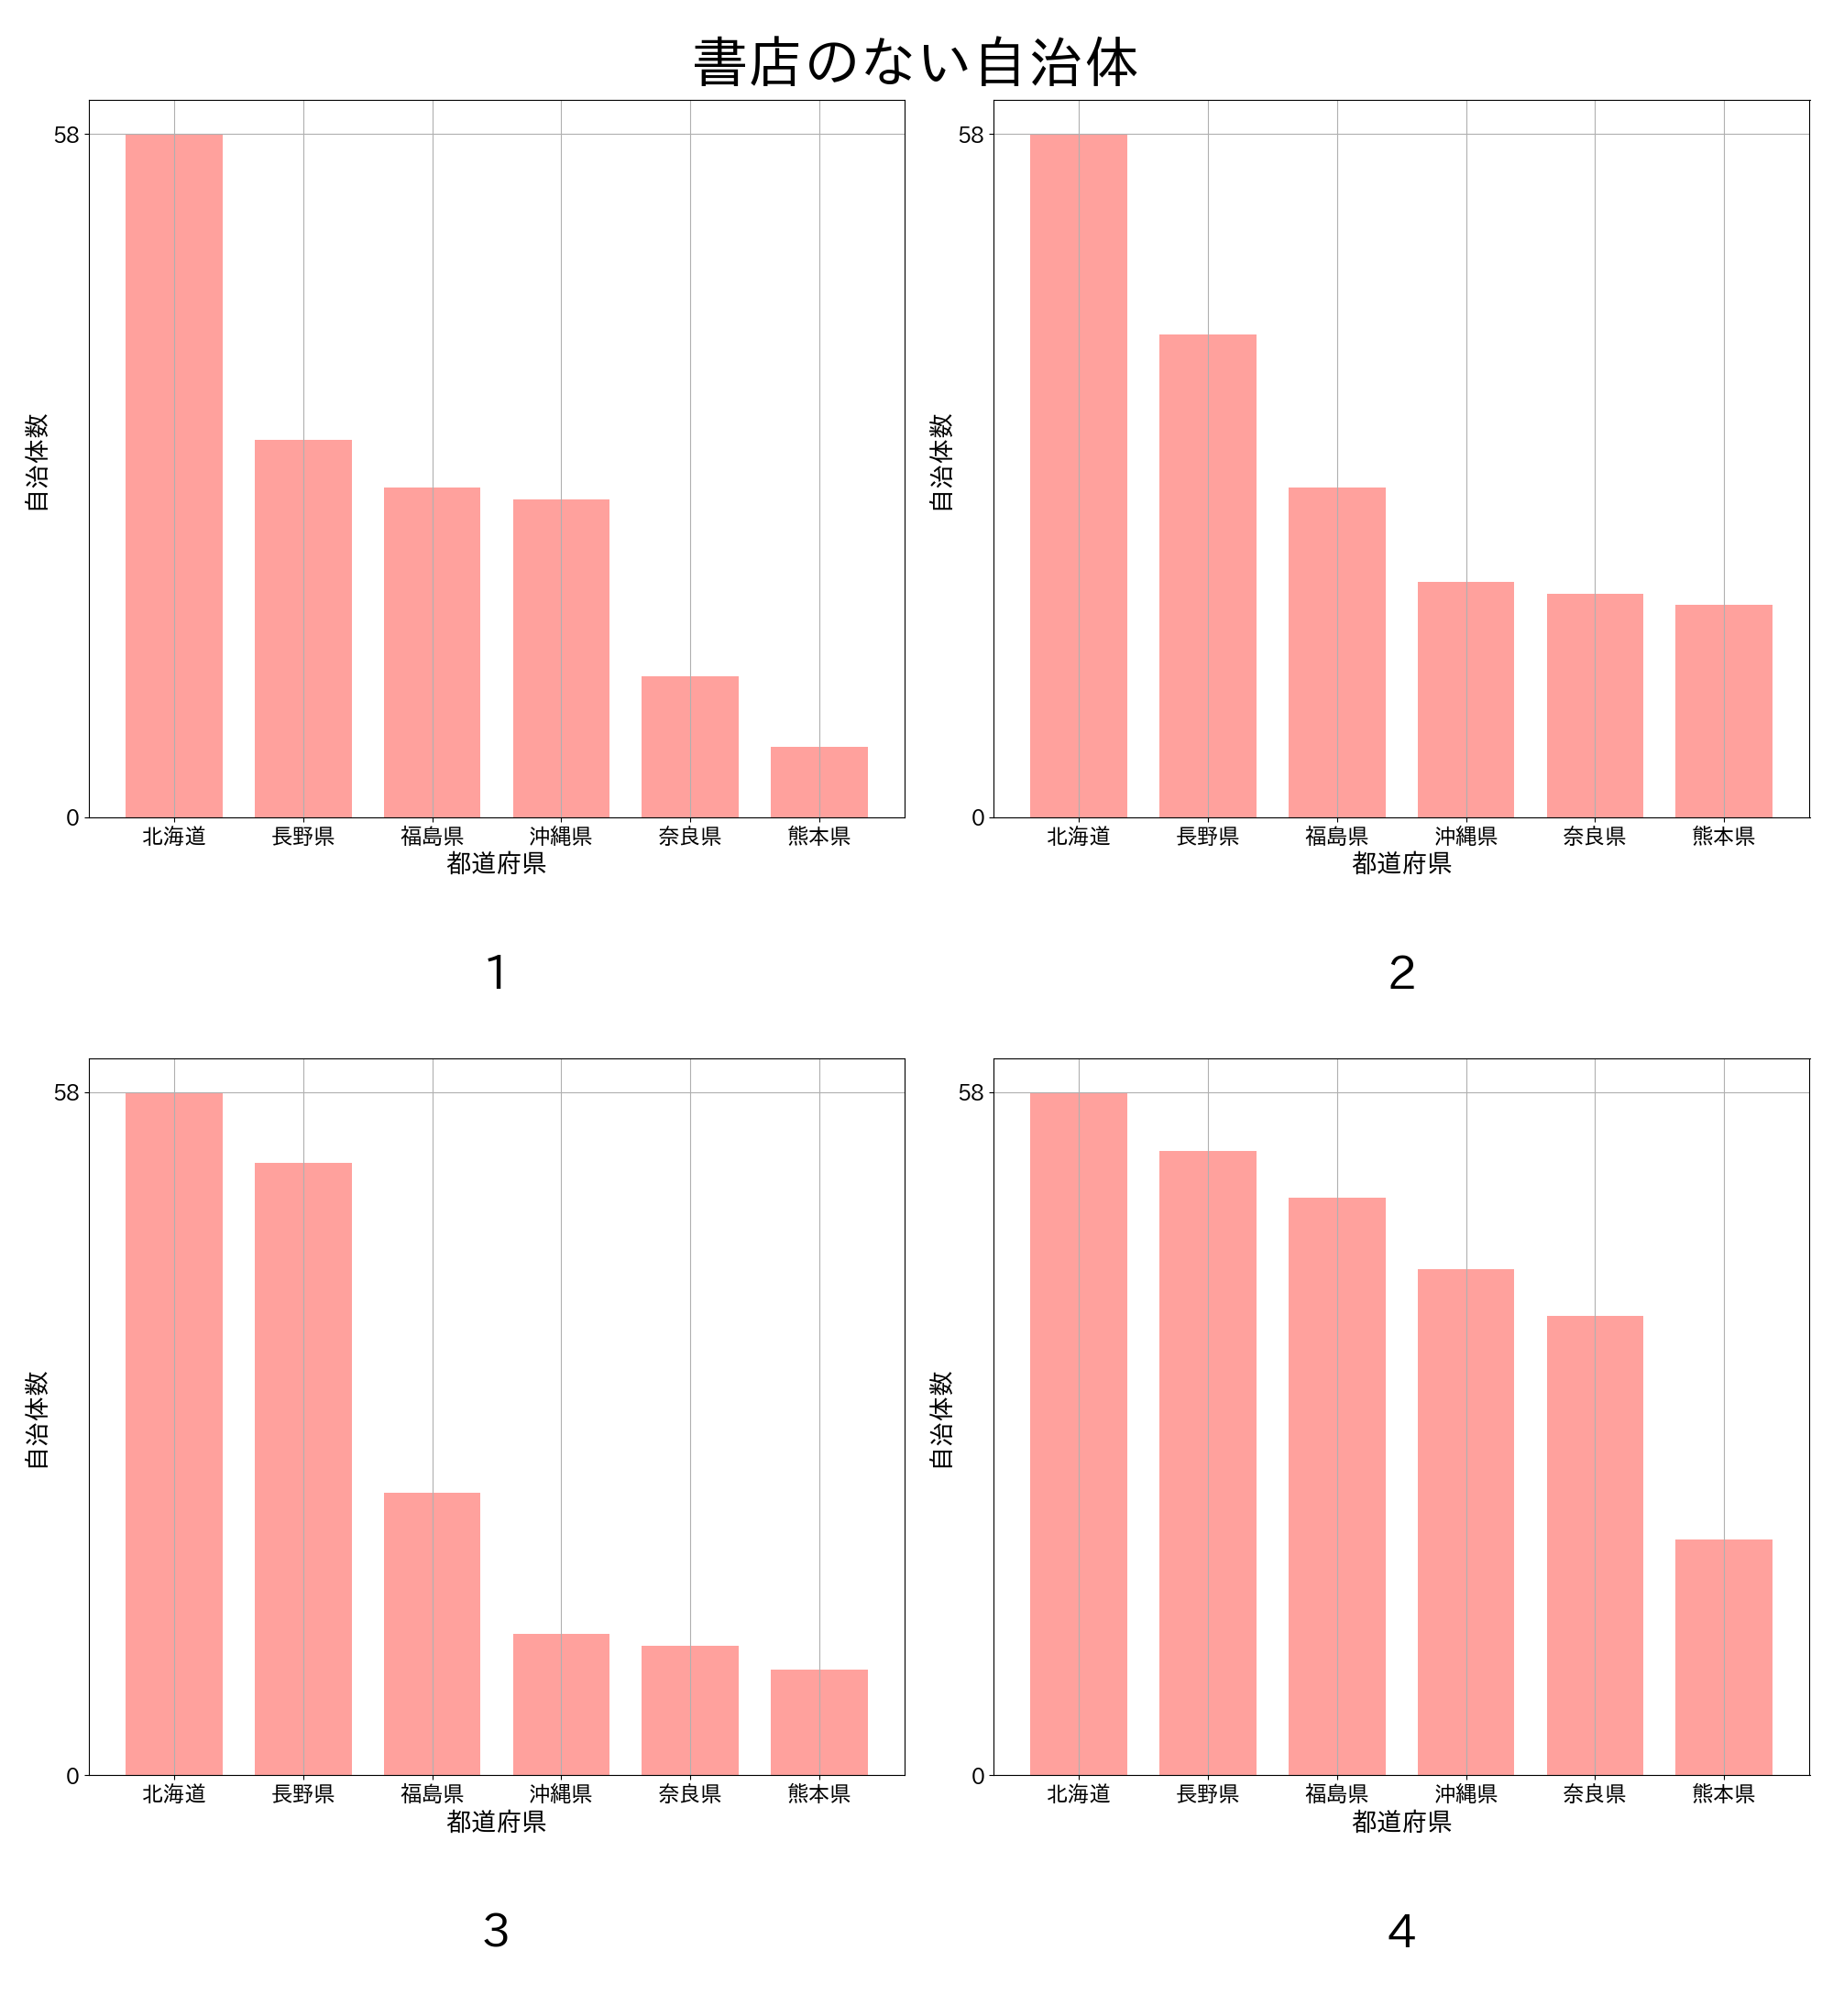 書店のない自治体
58
0
自治体数
北海道 長野県 福島県 沖縄県 奈良県 熊本県
都道府県
1
58
0
自治体数
北海道 長野県 福島県 沖縄県 奈良県 熊本県
都道府県
2
58
0
自治体数
北海道 長野県 福島県 沖縄県 奈良県 熊本県
都道府県
3
58
0
自治体数
北海道 長野県 福島県 沖縄県 奈良県 熊本県
都道府県
4